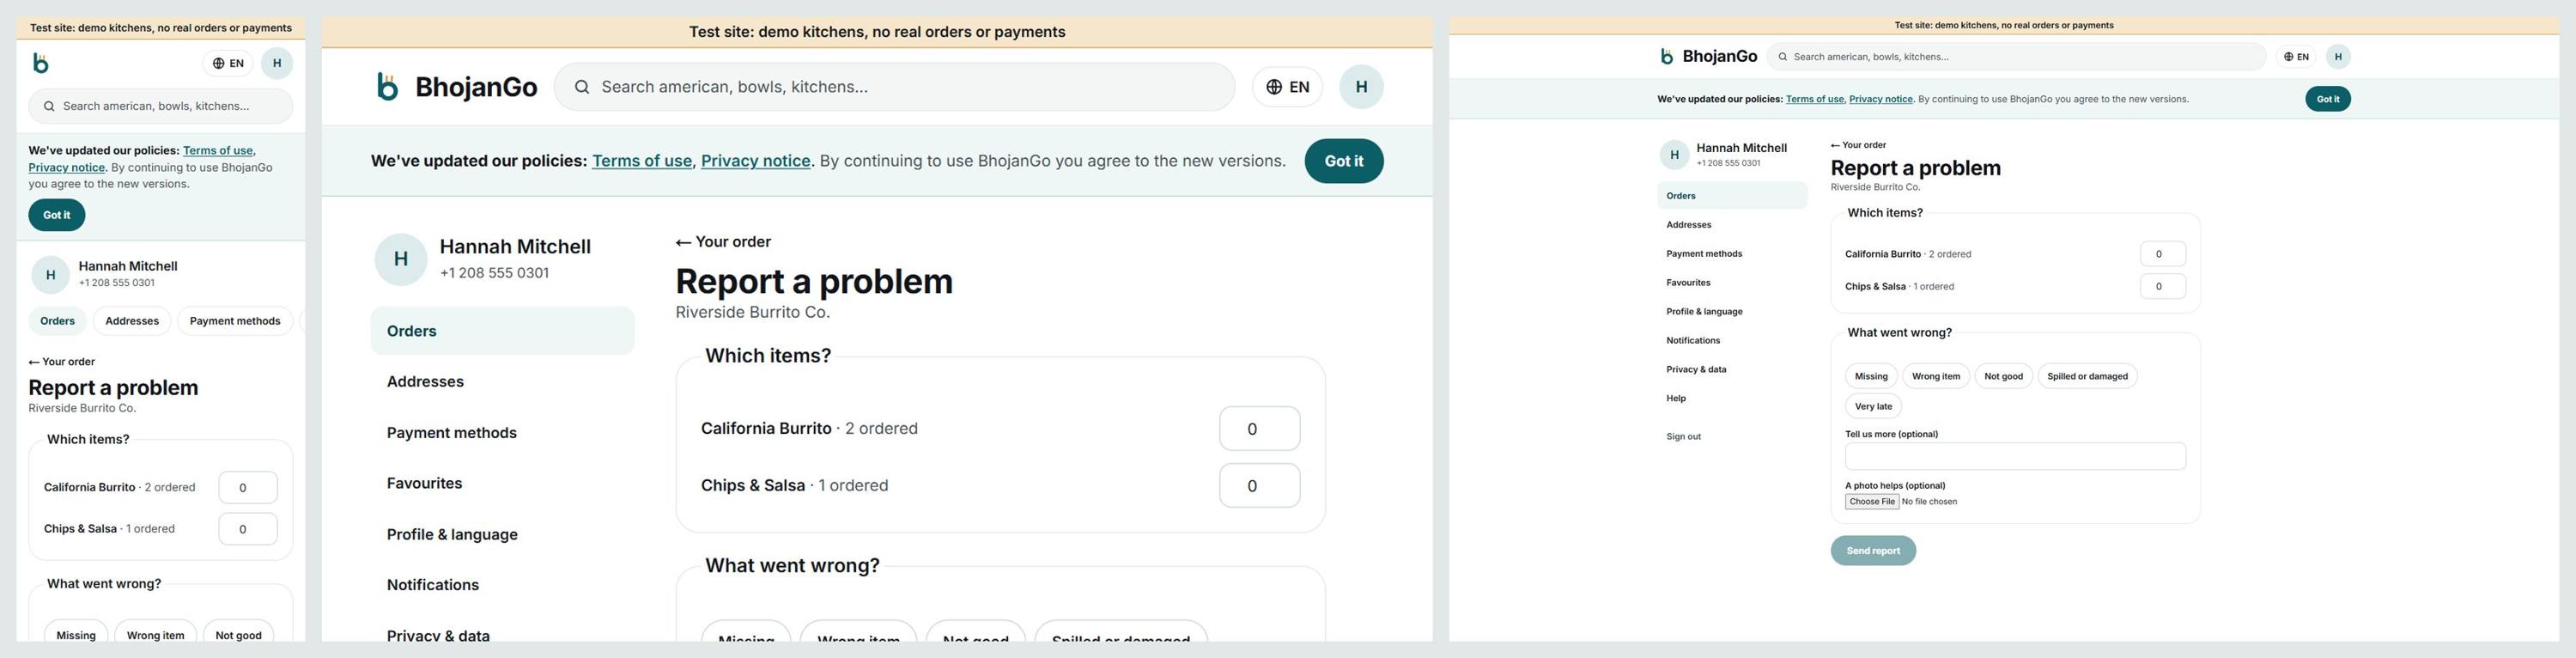 Test site: demo kitchens, no real orders or payments
EN
H
Search american, bowls, kitchens...
We've updated our policies: Terms of use,
Privacy notice. By continuing to use BhojanGo
you agree to the new versions.
Got it
H
Hannah Mitchell
+1 208 555 0301
Orders
Addresses
Payment methods
← Your order
Report a problem
Riverside Burrito Co.
Which items?
California Burrito · 2 ordered
0
Chips & Salsa · 1 ordered
0
What went wrong?
Missing
Wrong item
Not good
Test site: demo kitchens, no real orders or payments
BhojanGo
Search american, bowls, kitchens...
EN
H
We've updated our policies: Terms of use, Privacy notice. By continuing to use BhojanGo you agree to the new versions.
Got it
H
Hannah Mitchell
+1 208 555 0301
Orders
Addresses
Payment methods
Favourites
Profile & language
Notifications
Privacy & data
← Your order
Report a problem
Riverside Burrito Co.
Which items?
California Burrito · 2 ordered
0
Chips & Salsa · 1 ordered
0
What went wrong?
Missing
Wrong item
Not good
Spilled or damaged
Test site: demo kitchens, no real orders or payments
BhojanGo
Search american, bowls, kitchens...
EN
H
We've updated our policies: Terms of use, Privacy notice. By continuing to use BhojanGo you agree to the new versions.
Got it
H
Hannah Mitchell
+1 208 555 0301
Orders
Addresses
Payment methods
Favourites
Profile & language
Notifications
Privacy & data
Help
Sign out
← Your order
Report a problem
Riverside Burrito Co.
Which items?
California Burrito · 2 ordered
0
Chips & Salsa · 1 ordered
0
What went wrong?
Missing
Wrong item
Not good
Spilled or damaged
Very late
Tell us more (optional)
A photo helps (optional)
Choose File No file chosen
Send report